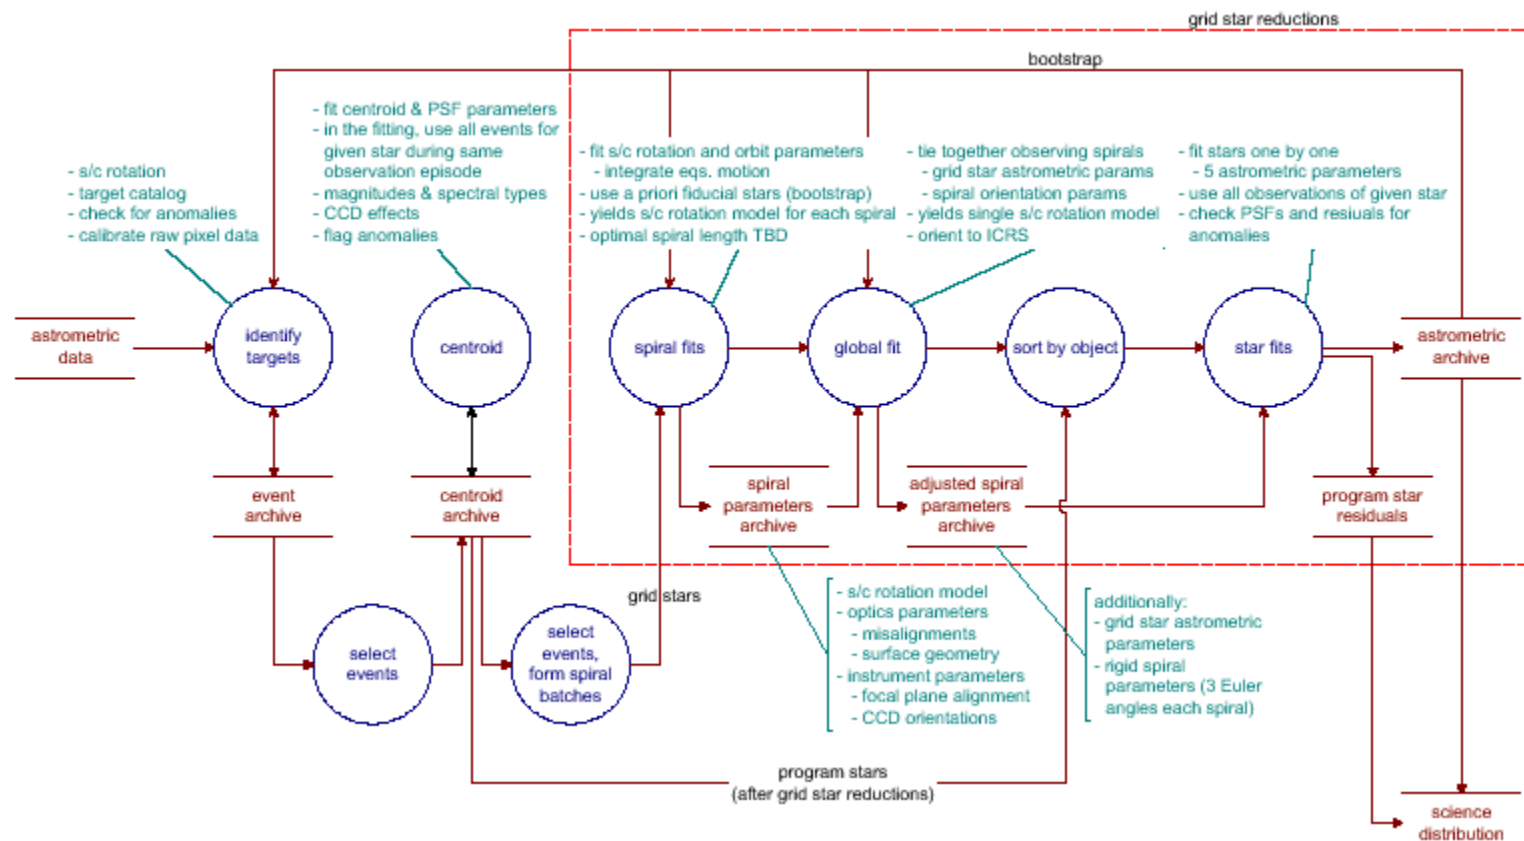 grid star reductions
bootstrap
- s/c rotation
- target catalog
- check for anomalies
- calibrate raw pixel data
- fit centroid & PSF parameters
- in the fitting, use all events for
given star during same
observation episode
- magnitudes & spectral types
- CCD effects
- flag anomalies
- fit s/c rotation and orbit parameters
- integrate eqs. motion
- use a priori fiducial stars (bootstrap)
- yields s/c rotation model for each spiral
- optimal spiral length TBD
- tie together observing spirals
- grid star astrometric params
- spiral orientation params
- yields single s/c rotation model
- orient to ICRS
- fit stars one by one
- 5 astrometric parameters
- use all observations of given star
- check PSFs and resiuals for
anomalies
astrometric
data
identify
targets
centroid
spiral fits
global fit
sort by object
star fits
astrometric
archive
event
archive
centroid
archive
spiral
parameters
archive
adjusted spiral
parameters
archive
program star
residuals
grid stars
select
events
select
events,
form spiral
batches
- s/c rotation model
- optics parameters
- misalignments
- surface geometry
- instrument parameters
- focal plane alignment
- CCD orientations
additionally:
- grid star astrometric
parameters
- rigid spiral
parameters (3 Euler
angles each spiral)
program stars
(after grid star reductions)
science
distribution